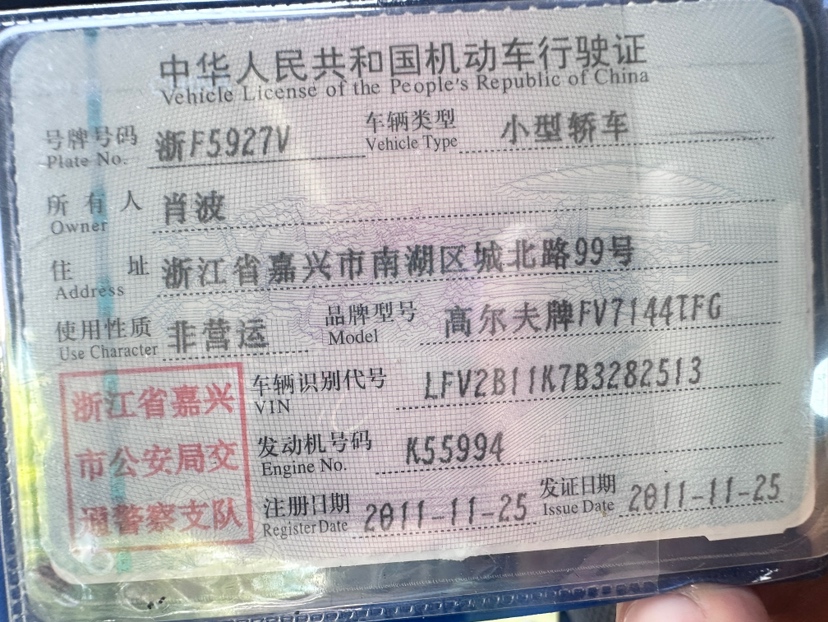 中华人民共和国机动车行驶证
Vehicle License of the People's Republic of China
号牌号码 浙F5927V 车辆类型 小型轿车
Plate No. Vehicle Type
所有人 肖波
Owner
住址 浙江省嘉兴市南湖区城北路99号
Address
使用性质 非营运 品牌型号 高尔夫牌FV7144TFG
Use Character Model
浙江省嘉兴 车辆识别代号 LFV2B11K7B3282513
VIN
市公安局交 发动机号码 K55994
Engine No.
通警察支队 注册日期 2011-11-25 发证日期 2011-11-25
Register Date Issue Date